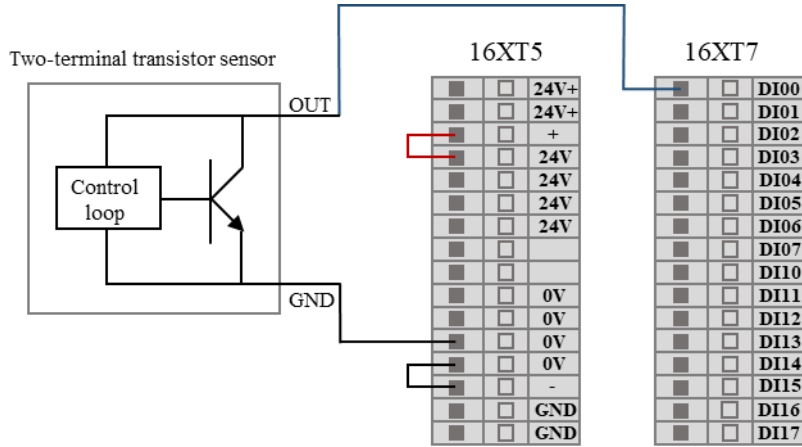 Two-terminal transistor sensor
OUT
Control
loop
GND
16XT5
24V+
24V+
+
24V
24V
24V
24V
0V
0V
0V
0V
-
GND
GND
16XT7
DI00
DI01
DI02
DI03
DI04
DI05
DI06
DI07
DI10
DI11
DI12
DI13
DI14
DI15
DI16
DI17